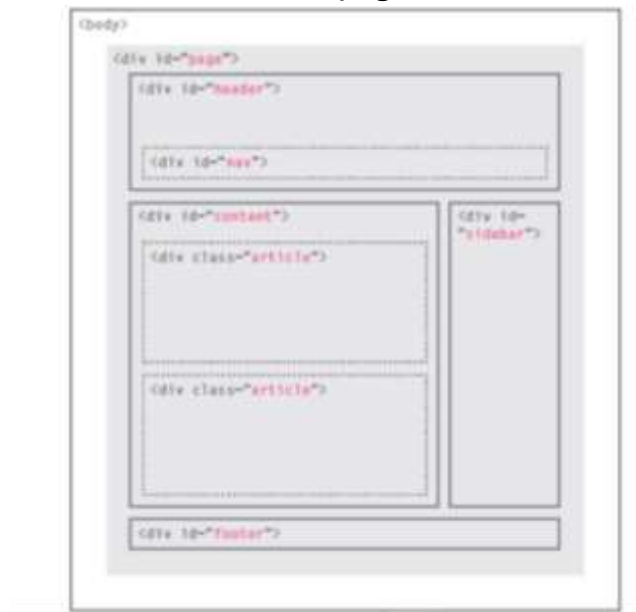 <body>
<div id="page">
<div id="header">
<div id="nav">
<div id="content">
<div class="article">
<div class="article">
<div id=
"sidebar">
<div id="footer">